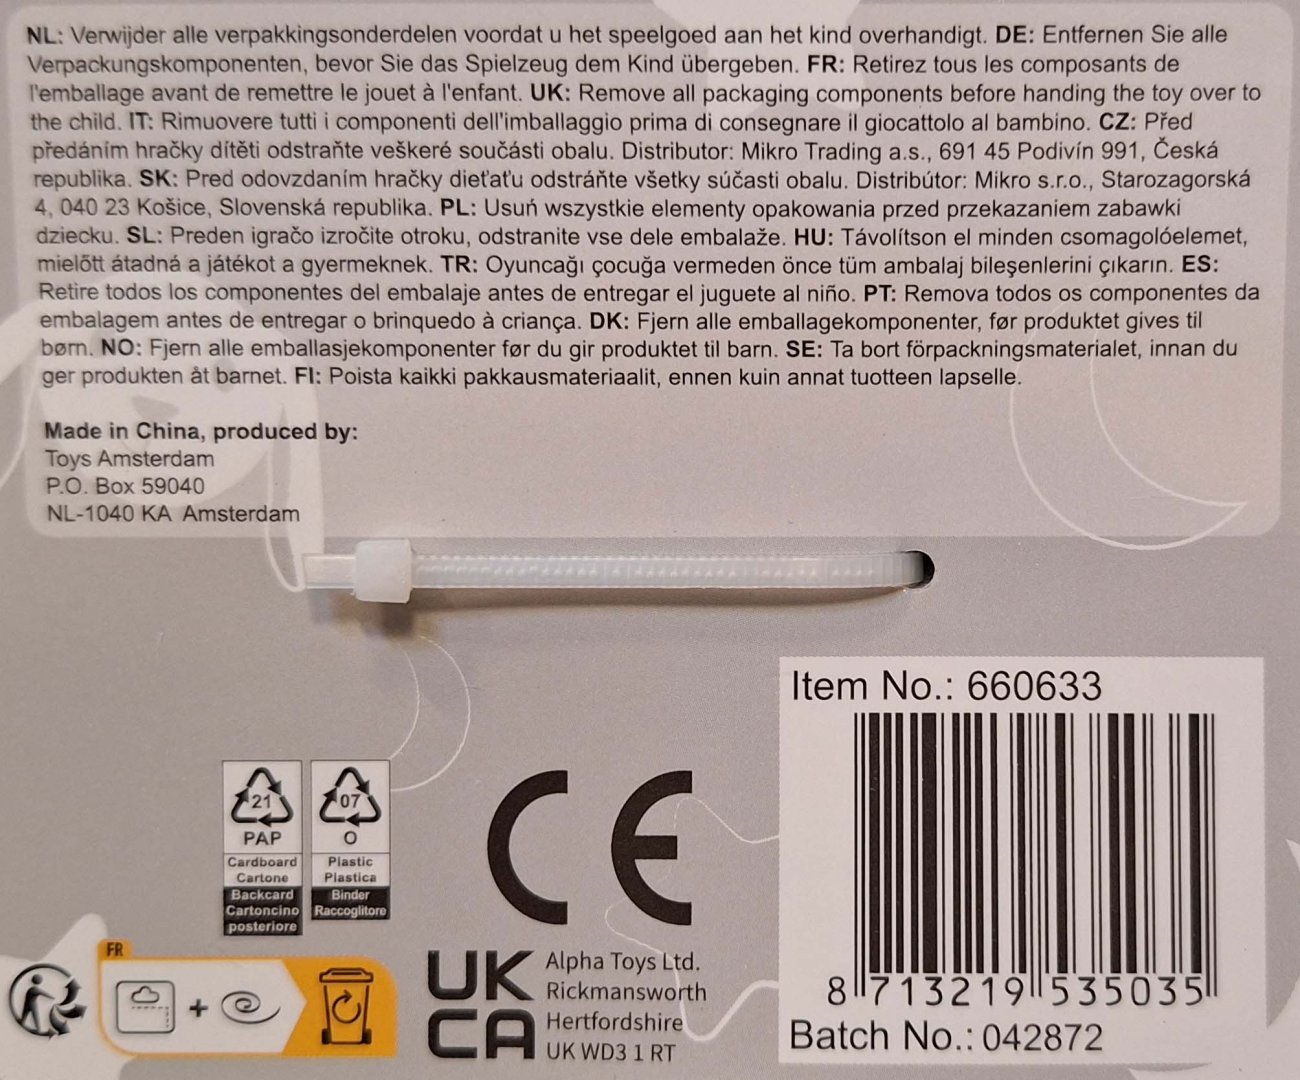 NL: Verwijder alle verpakkingsonderdelen voordat u het speelgoed aan het kind overhandigt. DE: Entfernen Sie alle
Verpackungskomponenten, bevor Sie das Spielzeug dem Kind übergeben. FR: Retirez tous les composants de
l'emballage avant de remettre le jouet à l'enfant. UK: Remove all packaging components before handing the toy over to
the child. IT: Rimuovere tutti i componenti dell'imballaggio prima di consegnare il giocattolo al bambino. CZ: Před
předáním hračky dítěti odstraňte veškeré součásti obalu. Distributor: Mikro Trading a.s., 691 45 Podivín 991, Česká
republika. SK: Pred odovzdaním hračky dieťaťu odstráňte všetky súčasti obalu. Distribútor: Mikro s.r.o., Starozagorská
4, 040 23 Košice, Slovenská republika. PL: Usuń wszystkie elementy opakowania przed przekazaniem zabawki
dziecku. SL: Preden igračo izročite otroku, odstranite vse dele embalaže. HU: Távolítson el minden csomagolóelemet,
mielőtt átadná a játékot a gyermeknek. TR: Oyuncağı çocuğa vermeden önce tüm ambalaj bileşenlerini çıkarın. ES:
Retire todos los componentes del embalaje antes de entregar el juguete al niño. PT: Remova todos os componentes da
embalagem antes de entregar o brinquedo à criança. DK: Fjern alle emballagekomponenter, før produktet gives til
børn. NO: Fjern alle emballasjekomponenter før du gir produktet til barn. SE: Ta bort förpackningsmaterialet, innan du
ger produkten åt barnet. FI: Poista kaikki pakkausmateriaalit, ennen kuin annat tuotteen lapselle.
Made in China, produced by:
Toys Amsterdam
P.O. Box 59040
NL-1040 KA Amsterdam
Item No.: 660633
8 713219 535035
Batch No.: 042872
21
PAP
Cardboard
Cartone
Backcard
Cartoncino
posteriore
07
O
Plastic
Plastica
Binder
Raccoglitore
CE
FR
UK
CA
Alpha Toys Ltd.
Rickmansworth
Hertfordshire
UK WD3 1 RT